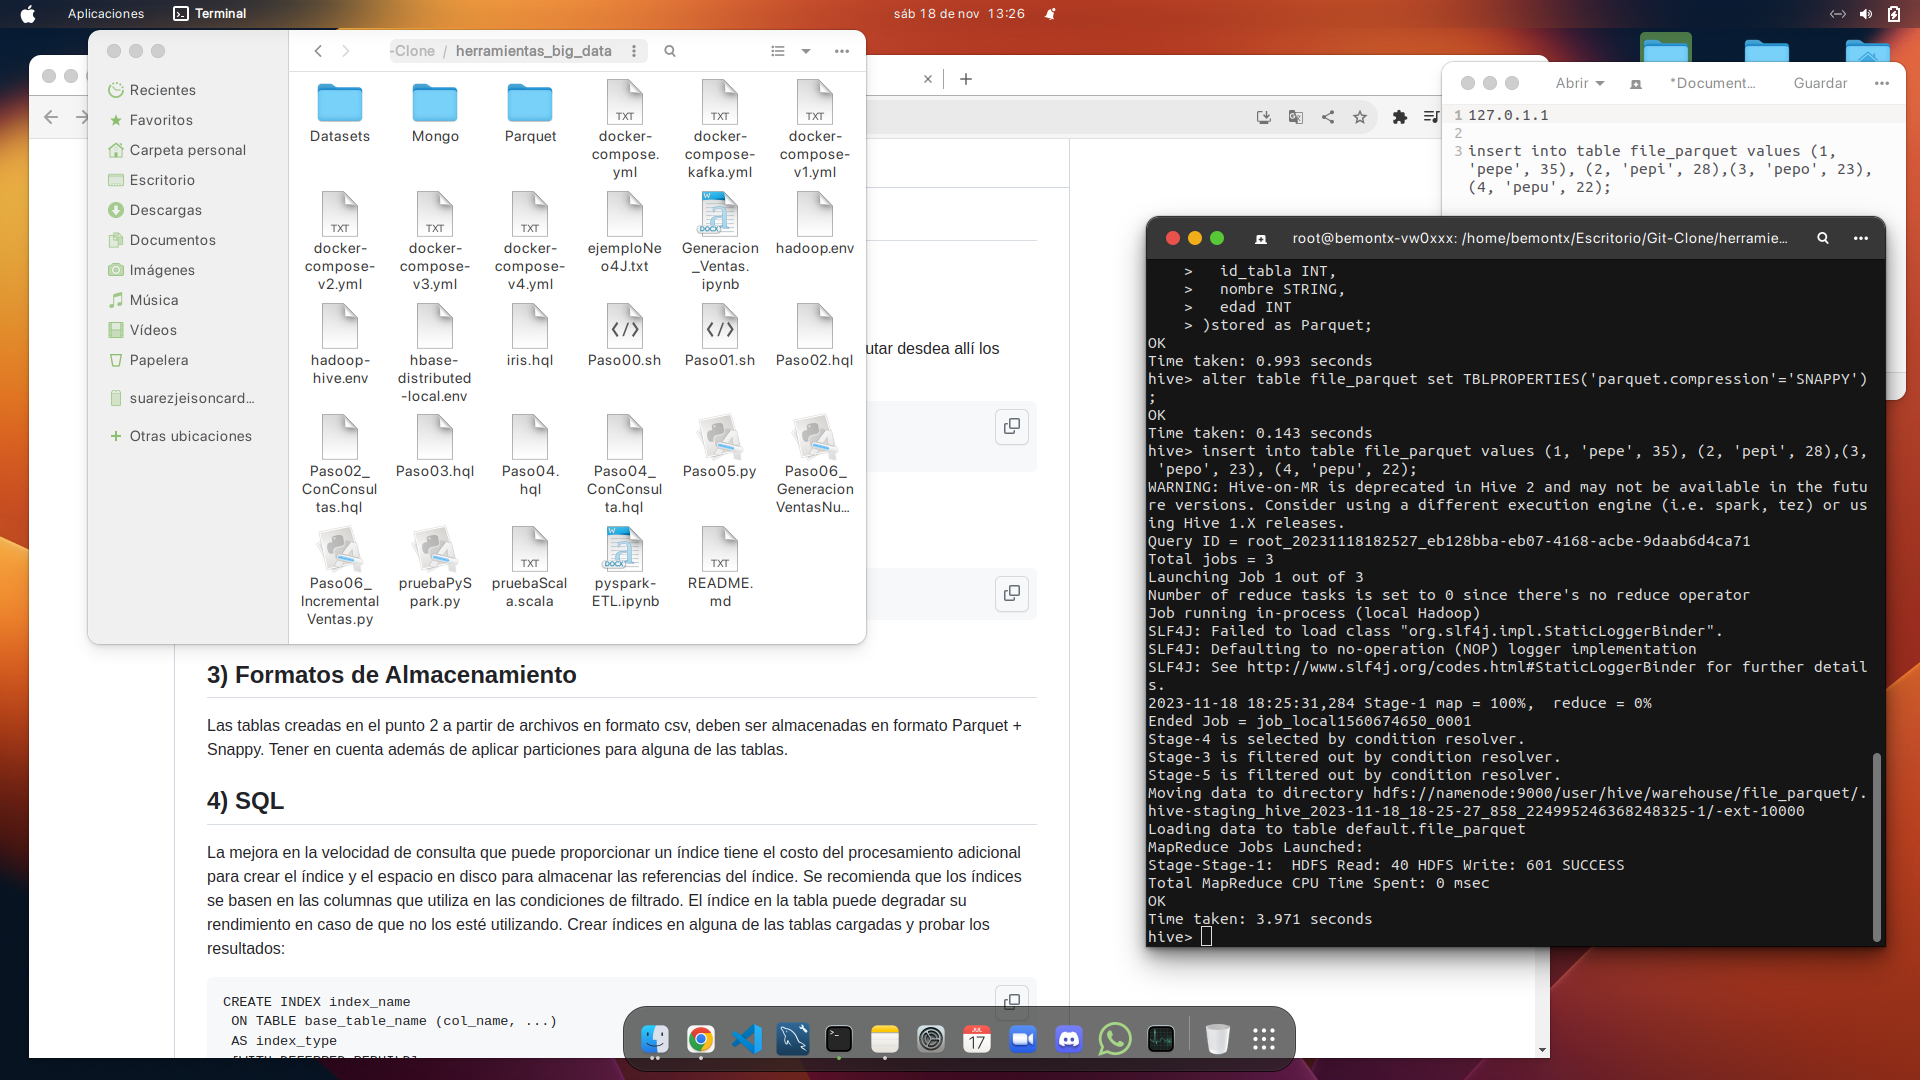 Aplicaciones
Terminal
sáb 18 de nov 13:26
-Clone / herramientas_big_data
Recientes
Favoritos
Carpeta personal
Escritorio
Descargas
Documentos
Imágenes
Música
Vídeos
Papelera
suarezjeisoncard...
Otras ubicaciones
Datasets
Mongo
Parquet
docker-compose.yml
docker-compose-kafka.yml
docker-compose-v1.yml
docker-compose-v2.yml
docker-compose-v3.yml
docker-compose-v4.yml
ejemploNeo4J.txt
Generacion_Ventas.ipynb
hadoop.env
hadoop-hive.env
hbase-distributed-local.env
iris.hql
Paso00.sh
Paso01.sh
Paso02.hql
Paso02_ConConsultas.hql
Paso03.hql
Paso04.hql
Paso04_ConConsulta.hql
Paso05.py
Paso06_GeneracionVentasNu...
Paso06_IncrementalVentas.py
pruebaPySpark.py
pruebaScala.scala
pyspark-ETL.ipynb
README.md
utar desdea allí los
3) Formatos de Almacenamiento
Las tablas creadas en el punto 2 a partir de archivos en formato csv, deben ser almacenadas en formato Parquet +
Snappy. Tener en cuenta además de aplicar particiones para alguna de las tablas.
4) SQL
La mejora en la velocidad de consulta que puede proporcionar un índice tiene el costo del procesamiento adicional
para crear el índice y el espacio en disco para almacenar las referencias del índice. Se recomienda que los índices
se basen en las columnas que utiliza en las condiciones de filtrado. El índice en la tabla puede degradar su
rendimiento en caso de que no los esté utilizando. Crear índices en alguna de las tablas cargadas y probar los
resultados:
CREATE INDEX index_name
ON TABLE base_table_name (col_name, ...)
AS index_type
[WITH DEFERRED REBUILD]
Abrir
*Document...
Guardar
1 127.0.1.1
2
3 insert into table file_parquet values (1,
'pepe', 35), (2, 'pepi', 28),(3, 'pepo', 23),
(4, 'pepu', 22);
root@bemontx-vw0xxx: /home/bemontx/Escritorio/Git-Clone/herramie...
> id_tabla INT,
> nombre STRING,
> edad INT
> )stored as Parquet;
OK
Time taken: 0.993 seconds
hive> alter table file_parquet set TBLPROPERTIES('parquet.compression'='SNAPPY')
;
OK
Time taken: 0.143 seconds
hive> insert into table file_parquet values (1, 'pepe', 35), (2, 'pepi', 28),(3,
'pepo', 23), (4, 'pepu', 22);
WARNING: Hive-on-MR is deprecated in Hive 2 and may not be available in the futu
re versions. Consider using a different execution engine (i.e. spark, tez) or us
ing Hive 1.X releases.
Query ID = root_20231118182527_eb128bba-eb07-4168-acbe-9daab6d4ca71
Total jobs = 3
Launching Job 1 out of 3
Number of reduce tasks is set to 0 since there's no reduce operator
Job running in-process (local Hadoop)
SLF4J: Failed to load class "org.slf4j.impl.StaticLoggerBinder".
SLF4J: Defaulting to no-operation (NOP) logger implementation
SLF4J: See http://www.slf4j.org/codes.html#StaticLoggerBinder for further detail
s.
2023-11-18 18:25:31,284 Stage-1 map = 100%,  reduce = 0%
Ended Job = job_local1560674650_0001
Stage-4 is selected by condition resolver.
Stage-3 is filtered out by condition resolver.
Stage-5 is filtered out by condition resolver.
Moving data to directory hdfs://namenode:9000/user/hive/warehouse/file_parquet/.
hive-staging_hive_2023-11-18_18-25-27_858_2249952463682483​25-1/-ext-10000
Loading data to table default.file_parquet
MapReduce Jobs Launched:
Stage-Stage-1:  HDFS Read: 40 HDFS Write: 601 SUCCESS
Total MapReduce CPU Time Spent: 0 msec
OK
Time taken: 3.971 seconds
hive>
JUL
17